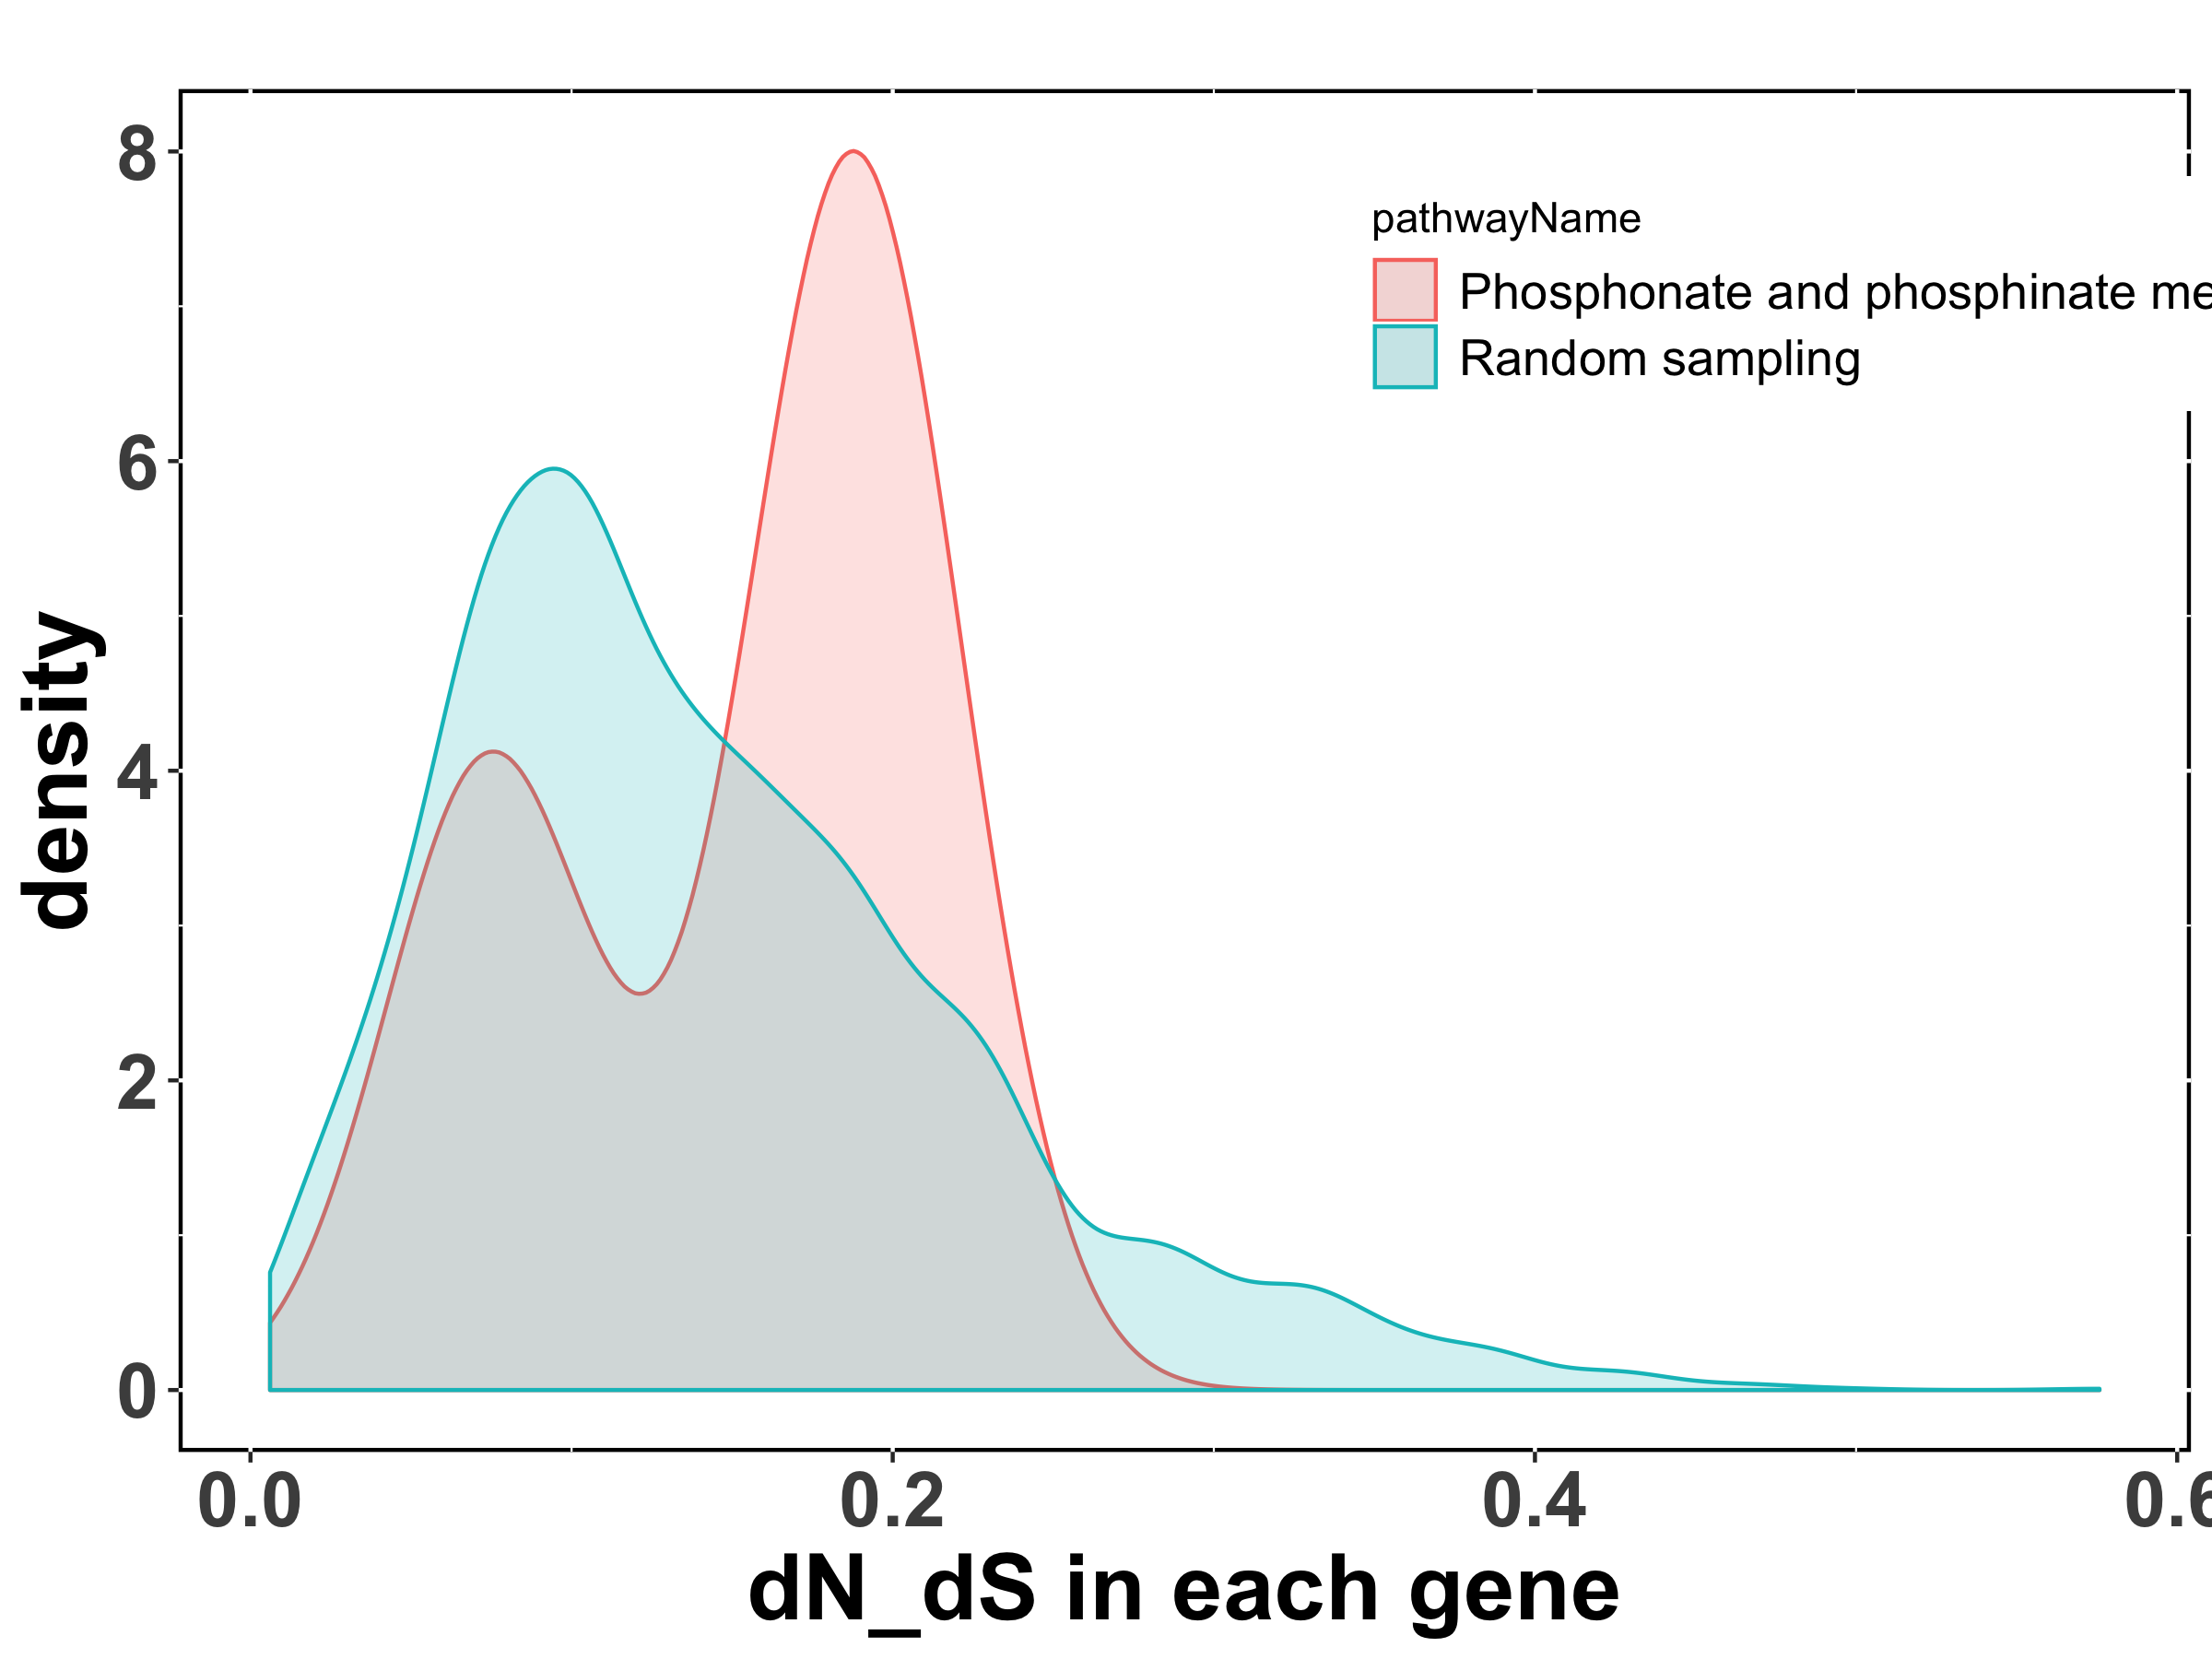 8
6
4
2
0
density
pathwayName
Phosphonate and phosphinate me
Random sampling
0.0
0.2
0.4
0.6
dN_dS in each gene